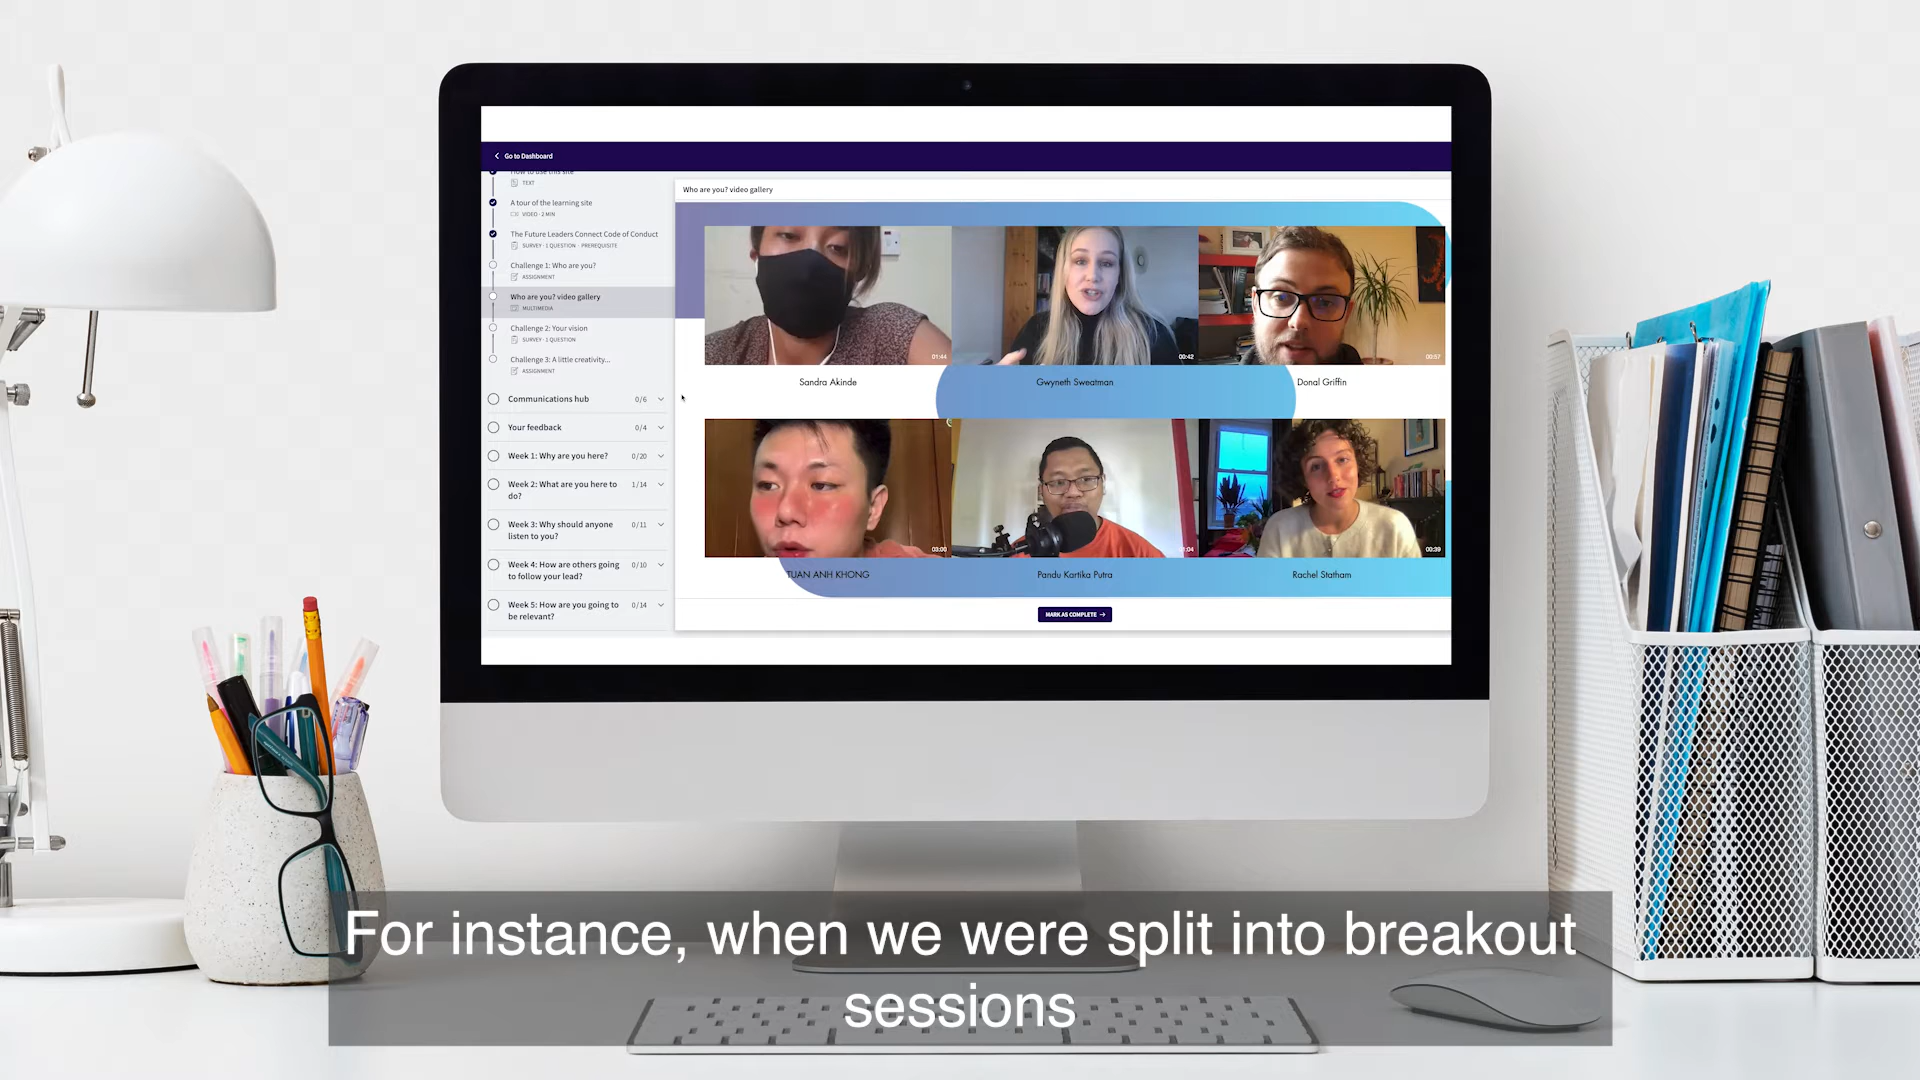 Go to Dashboard
How to use this site
TEXT
A tour of the learning site
VIDEO · 2 MIN
The Future Leaders Connect Code of Conduct
SURVEY · 1 QUESTION · PREREQUISITE
Challenge 1: Who are you?
ASSIGNMENT
Who are you? video gallery
MULTIMEDIA
Challenge 2: Your vision
SURVEY · 1 QUESTION
Challenge 3: A little creativity...
ASSIGNMENT
Communications hub 0/6
Your feedback 0/4
Week 1: Why are you here? 0/20
Week 2: What are you here to 1/14
do?
Week 3: Why should anyone 0/11
listen to you?
Week 4: How are others going 0/10
to follow your lead?
Week 5: How are you going to 0/14
be relevant?
Who are you? video gallery
01:44
00:42
00:57
Sandra Akinde
Gwyneth Sweatman
Donal Griffin
03:00
:04
00:39
TUAN ANH KHONG
Pandu Kartika Putra
Rachel Statham
MARK AS COMPLETE
For instance, when we were split into breakout
sessions